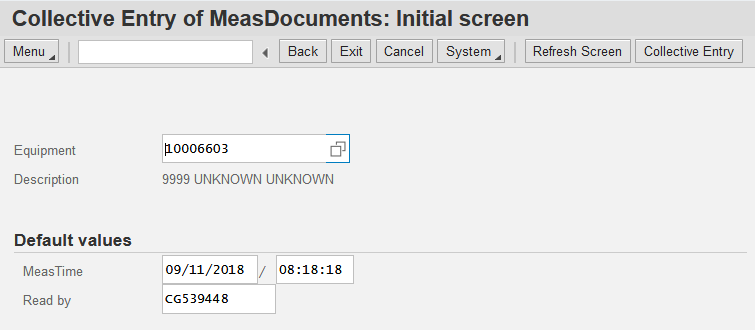 Collective Entry of MeasDocuments: Initial screen
Menu Back Exit Cancel System Refresh Screen Collective Entry
Equipment 10006603
Description 9999 UNKNOWN UNKNOWN
Default values
MeasTime 09/11/2018 / 08:18:18
Read by CG539448